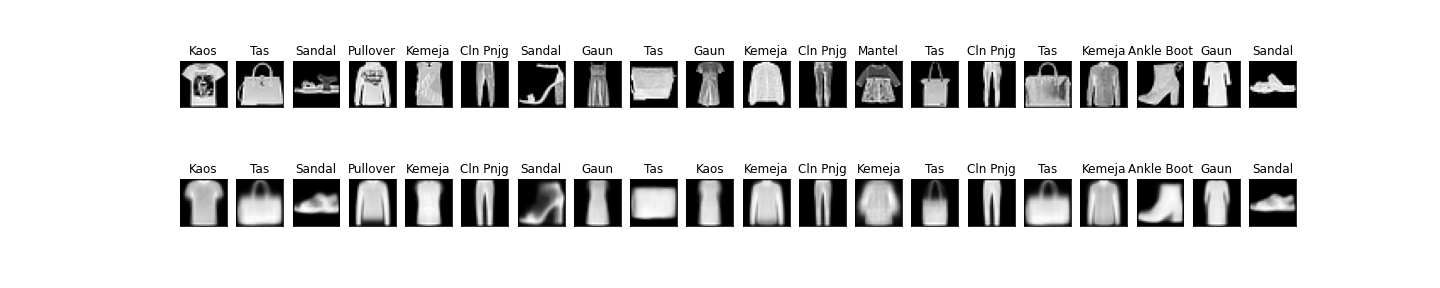 Kaos Tas Sandal Pullover Kemeja Cln Pnjg Sandal Gaun Tas Gaun Kemeja Cln Pnjg Mantel Tas Cln Pnjg Tas Kemeja Ankle Boot Gaun Sandal
Kaos Tas Sandal Pullover Kemeja Cln Pnjg Sandal Gaun Tas Kaos Kemeja Cln Pnjg Kemeja Tas Cln Pnjg Tas Kemeja Ankle Boot Gaun Sandal